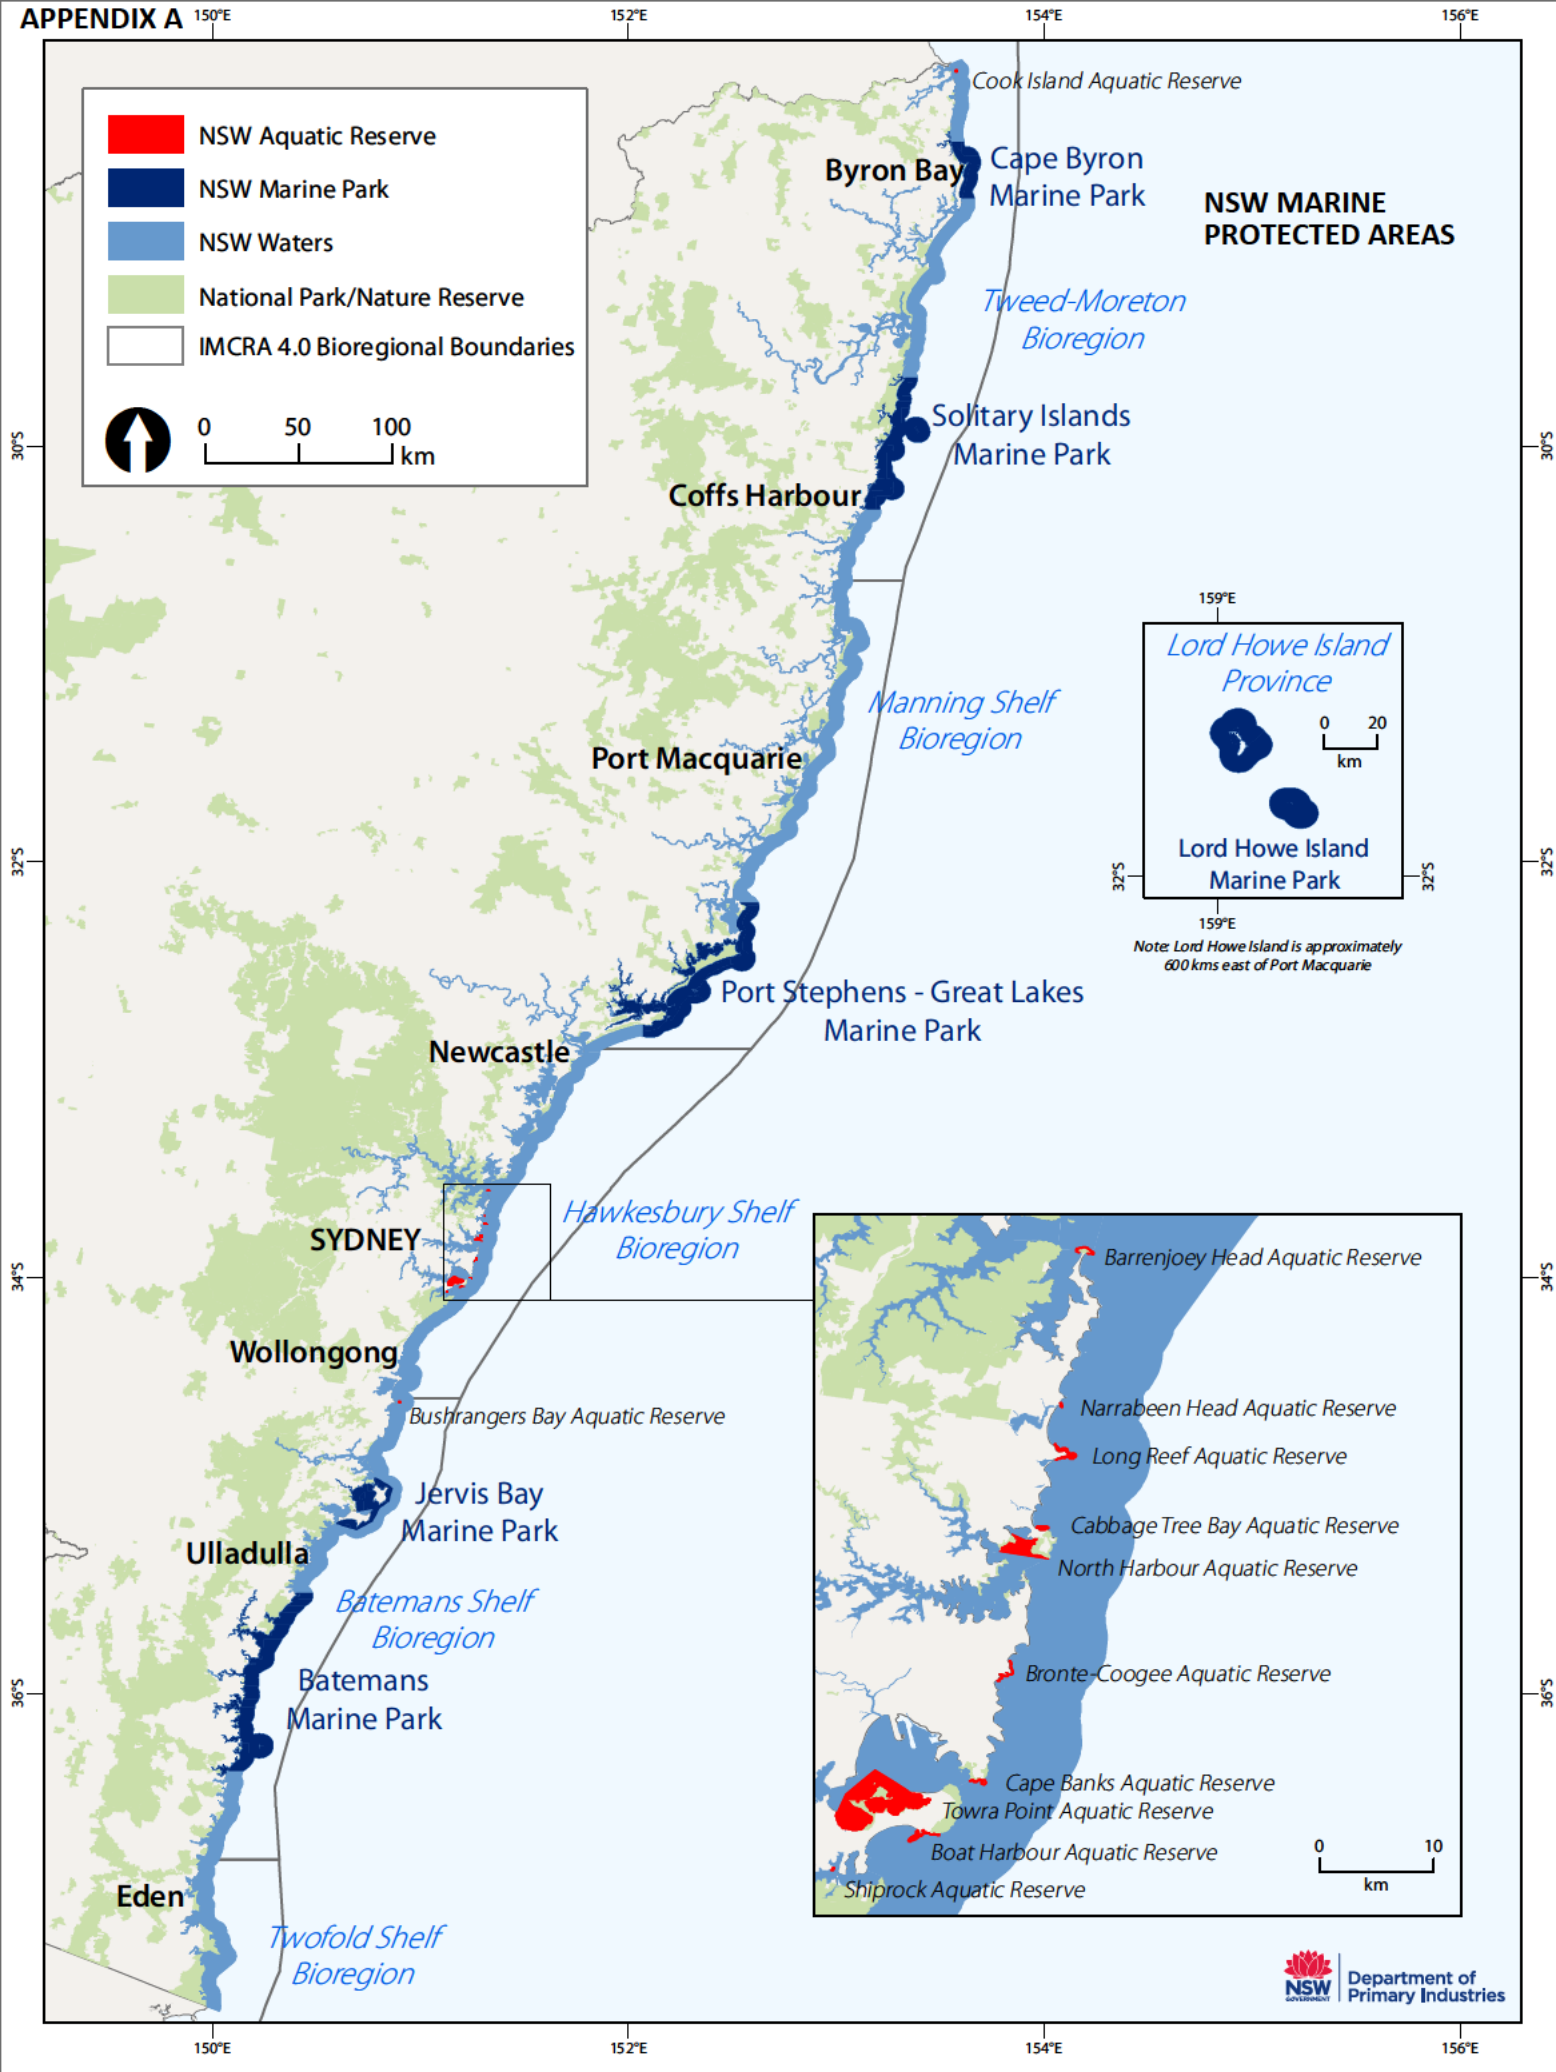 APPENDIX A
150°E
152°E
154°E
156°E
Cook Island Aquatic Reserve
NSW Aquatic Reserve
NSW Marine Park
NSW Waters
National Park/Nature Reserve
IMCRA 4.0 Bioregional Boundaries
0 50 100
km
Byron Bay
Cape Byron
Marine Park
NSW MARINE
PROTECTED AREAS
Tweed-Moreton
Bioregion
Solitary Islands
Marine Park
30°S
30°S
Coffs Harbour
159°E
Lord Howe Island
Province
0 20
km
Lord Howe Island
Marine Park
32°S
32°S
159°E
Note: Lord Howe Island is approximately
600 kms east of Port Macquarie
Manning Shelf
Bioregion
Port Macquarie
32°S
32°S
Port Stephens - Great Lakes
Marine Park
Newcastle
Hawkesbury Shelf
Bioregion
SYDNEY
34°S
34°S
Barrenjoey Head Aquatic Reserve
Narrabeen Head Aquatic Reserve
Long Reef Aquatic Reserve
Cabbage Tree Bay Aquatic Reserve
North Harbour Aquatic Reserve
Bronte-Coogee Aquatic Reserve
Cape Banks Aquatic Reserve
Towra Point Aquatic Reserve
Boat Harbour Aquatic Reserve
Shiprock Aquatic Reserve
0 10
km
Wollongong
Bushrangers Bay Aquatic Reserve
Jervis Bay
Marine Park
Ulladulla
Batemans Shelf
Bioregion
Batemans
Marine Park
36°S
36°S
Eden
Twofold Shelf
Bioregion
NSW
GOVERNMENT
Department of
Primary Industries
150°E
152°E
154°E
156°E